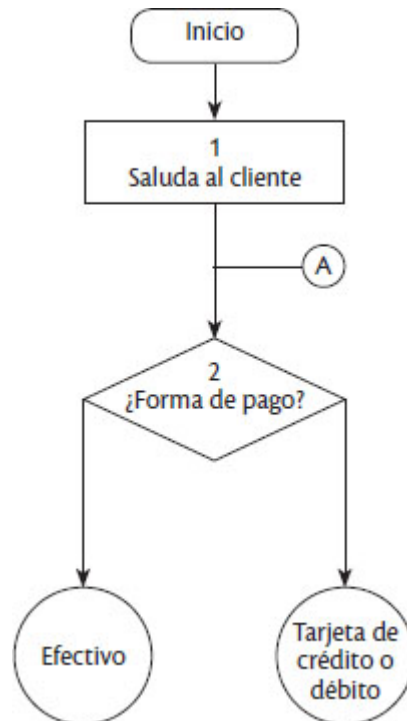 Inicio
1
Saluda al cliente
A
2
¿Forma de pago?
Efectivo
Tarjeta de
crédito o
débito